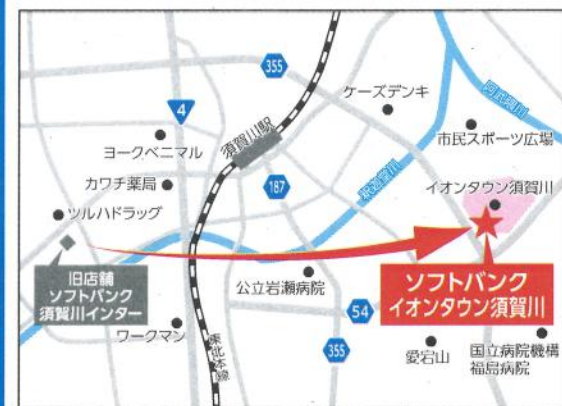 355
4
ケーズデンキ
阿武隈川
須賀川駅
市民スポーツ広場
ヨークベニマル
カワチ薬局
187
釈迦堂川
イオンタウン須賀川
ツルハドラッグ
旧店舗
ソフトバンク
須賀川インター
公立岩瀬病院
ソフトバンク
イオンタウン須賀川
54
ワークマン
東北本線
355
愛宕山
国立病院機構
福島病院